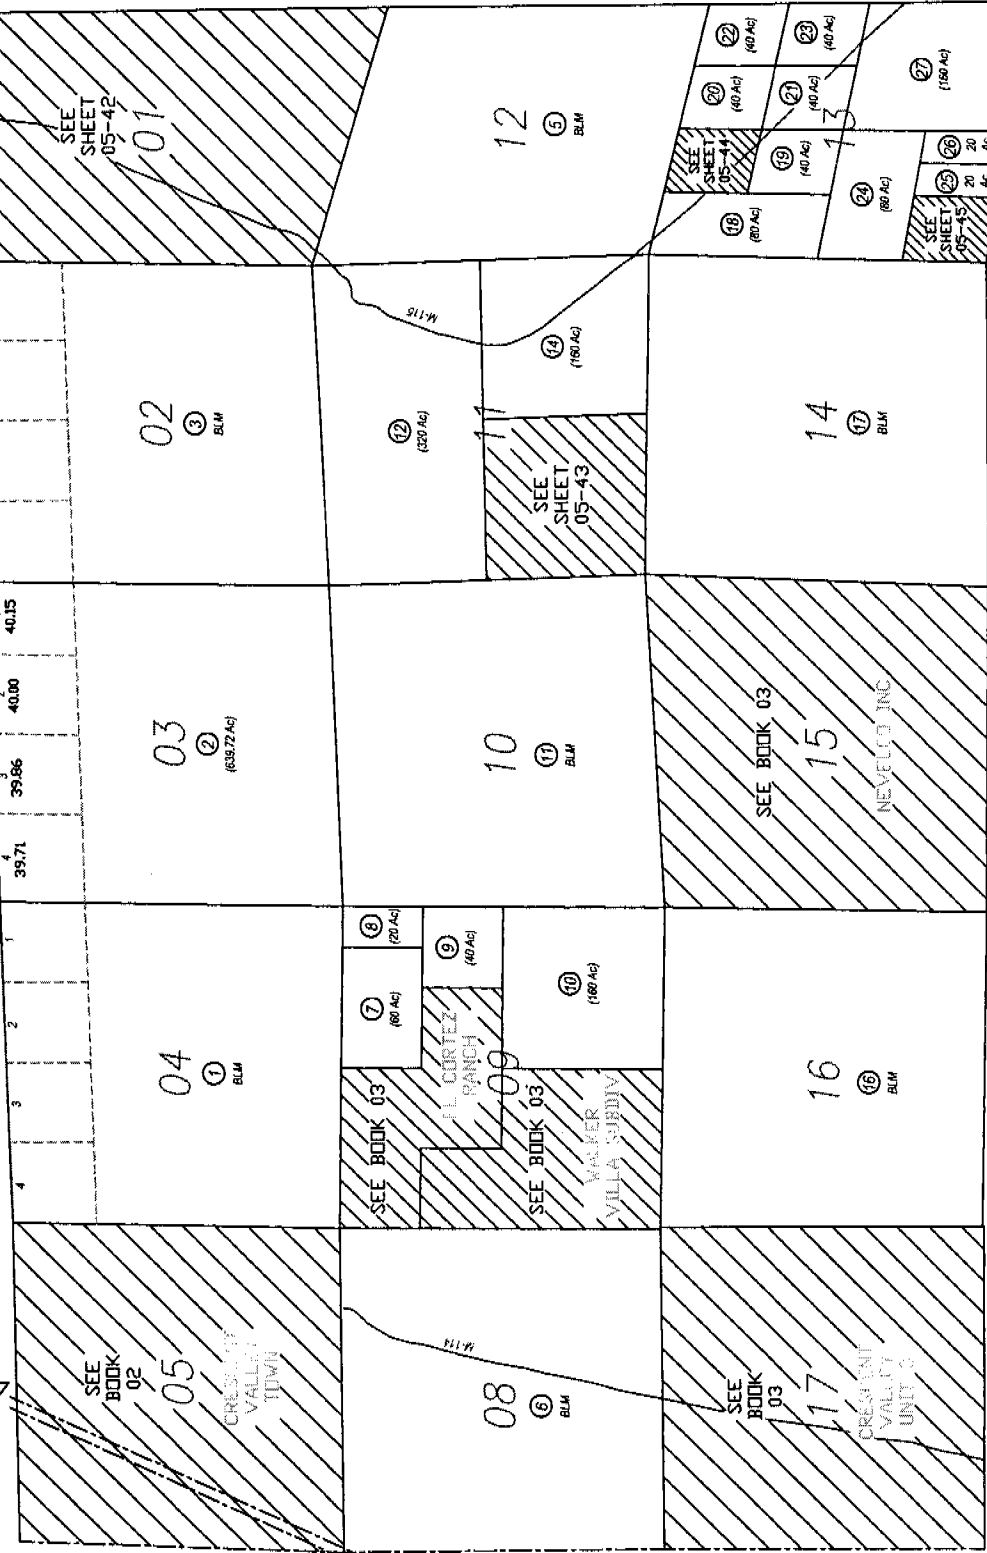 SEE
BOOK
02
05
CRESCENT
VALLEY
TOWN
4
3
2
1
04
1
BLM
4
39.71
3
39.86
40.00
40.15
03
2
(639.72 Ac)
02
3
BLM
SEE
SHEET
05-42
01
08
6
BLM
M-114
SEE BOOK 03
EL CORTEZ
RANCH
09
SEE BOOK 03
WALKER
VILLA SUBDIV
7
(60 Ac)
8
(20 Ac)
9
(40 Ac)
10
(160 Ac)
10
11
BLM
12
(320 Ac)
11
SEE
SHEET
05-43
14
(160 Ac)
M-115
12
5
BLM
SEE
BOOK
03
17
CRESCENT
VALLEY
UNIT 3
16
16
BLM
SEE BOOK 03
15
NEVELCO INC
14
17
BLM
22
(40 Ac)
23
(40 Ac)
20
(40 Ac)
21
(40 Ac)
27
(160 Ac)
13
SEE
SHEET
05-44
19
(40 Ac)
18
(80 Ac)
24
(80 Ac)
26
20
Ac
25
20
Ac
SEE
SHEET
05-45